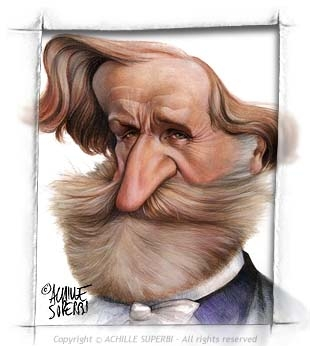 © ACHILLE
SUPERBI
Copyright © ACHILLE SUPERBI - All rights reserved